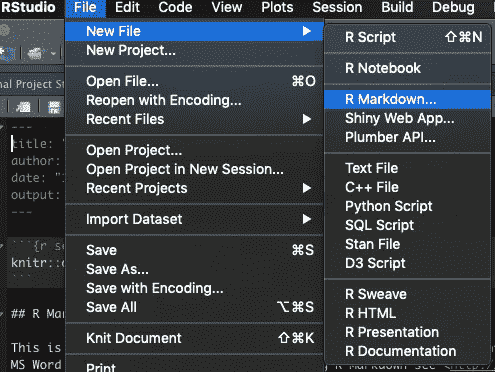 RStudio File Edit Code View Plots Session Build Debug
New File
New Project...
Open File... ⌘O
Reopen with Encoding...
Recent Files
Open Project...
Open Project in New Session...
Recent Projects
Import Dataset
Save ⌘S
Save As...
Save with Encoding...
Save All ⌥⌘S
Knit Document ⇧⌘K
Print
R Script ⇧⌘N
R Notebook
R Markdown...
Shiny Web App...
Plumber API...
Text File
C++ File
Python Script
SQL Script
Stan File
D3 Script
R Sweave
R HTML
R Presentation
R Documentation
Project
---
title:
author:
date:
output:
---
```{r
knitr::
```
## R
This is
MS Word
Markdown see